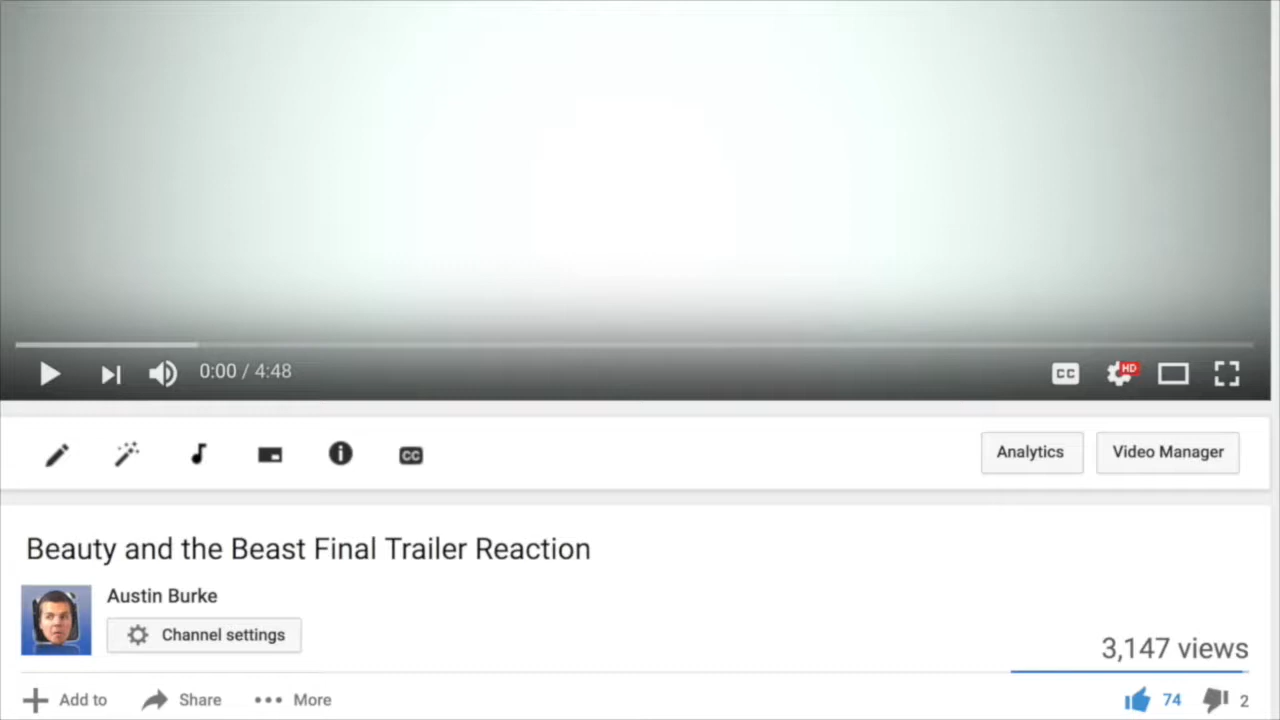 0:00 / 4:48
CC
HD
CC
Analytics
Video Manager
Beauty and the Beast Final Trailer Reaction
Austin Burke
Channel settings
3,147 views
Add to
Share
More
74
2